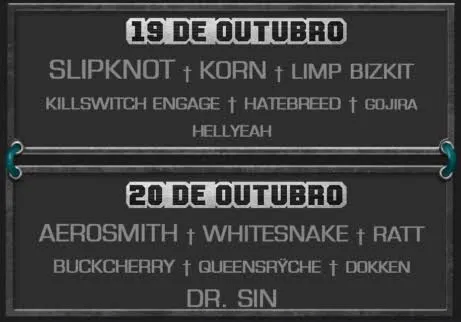 19 DE OUTUBRO
SLIPKNOT † KORN † LIMP BIZKIT
KILLSWITCH ENGAGE † HATEBREED † GOJIRA
HELLYEAH
20 DE OUTUBRO
AEROSMITH † WHITESNAKE † RATT
BUCKCHERRY † QUEENSRŸCHE † DOKKEN
DR. SIN